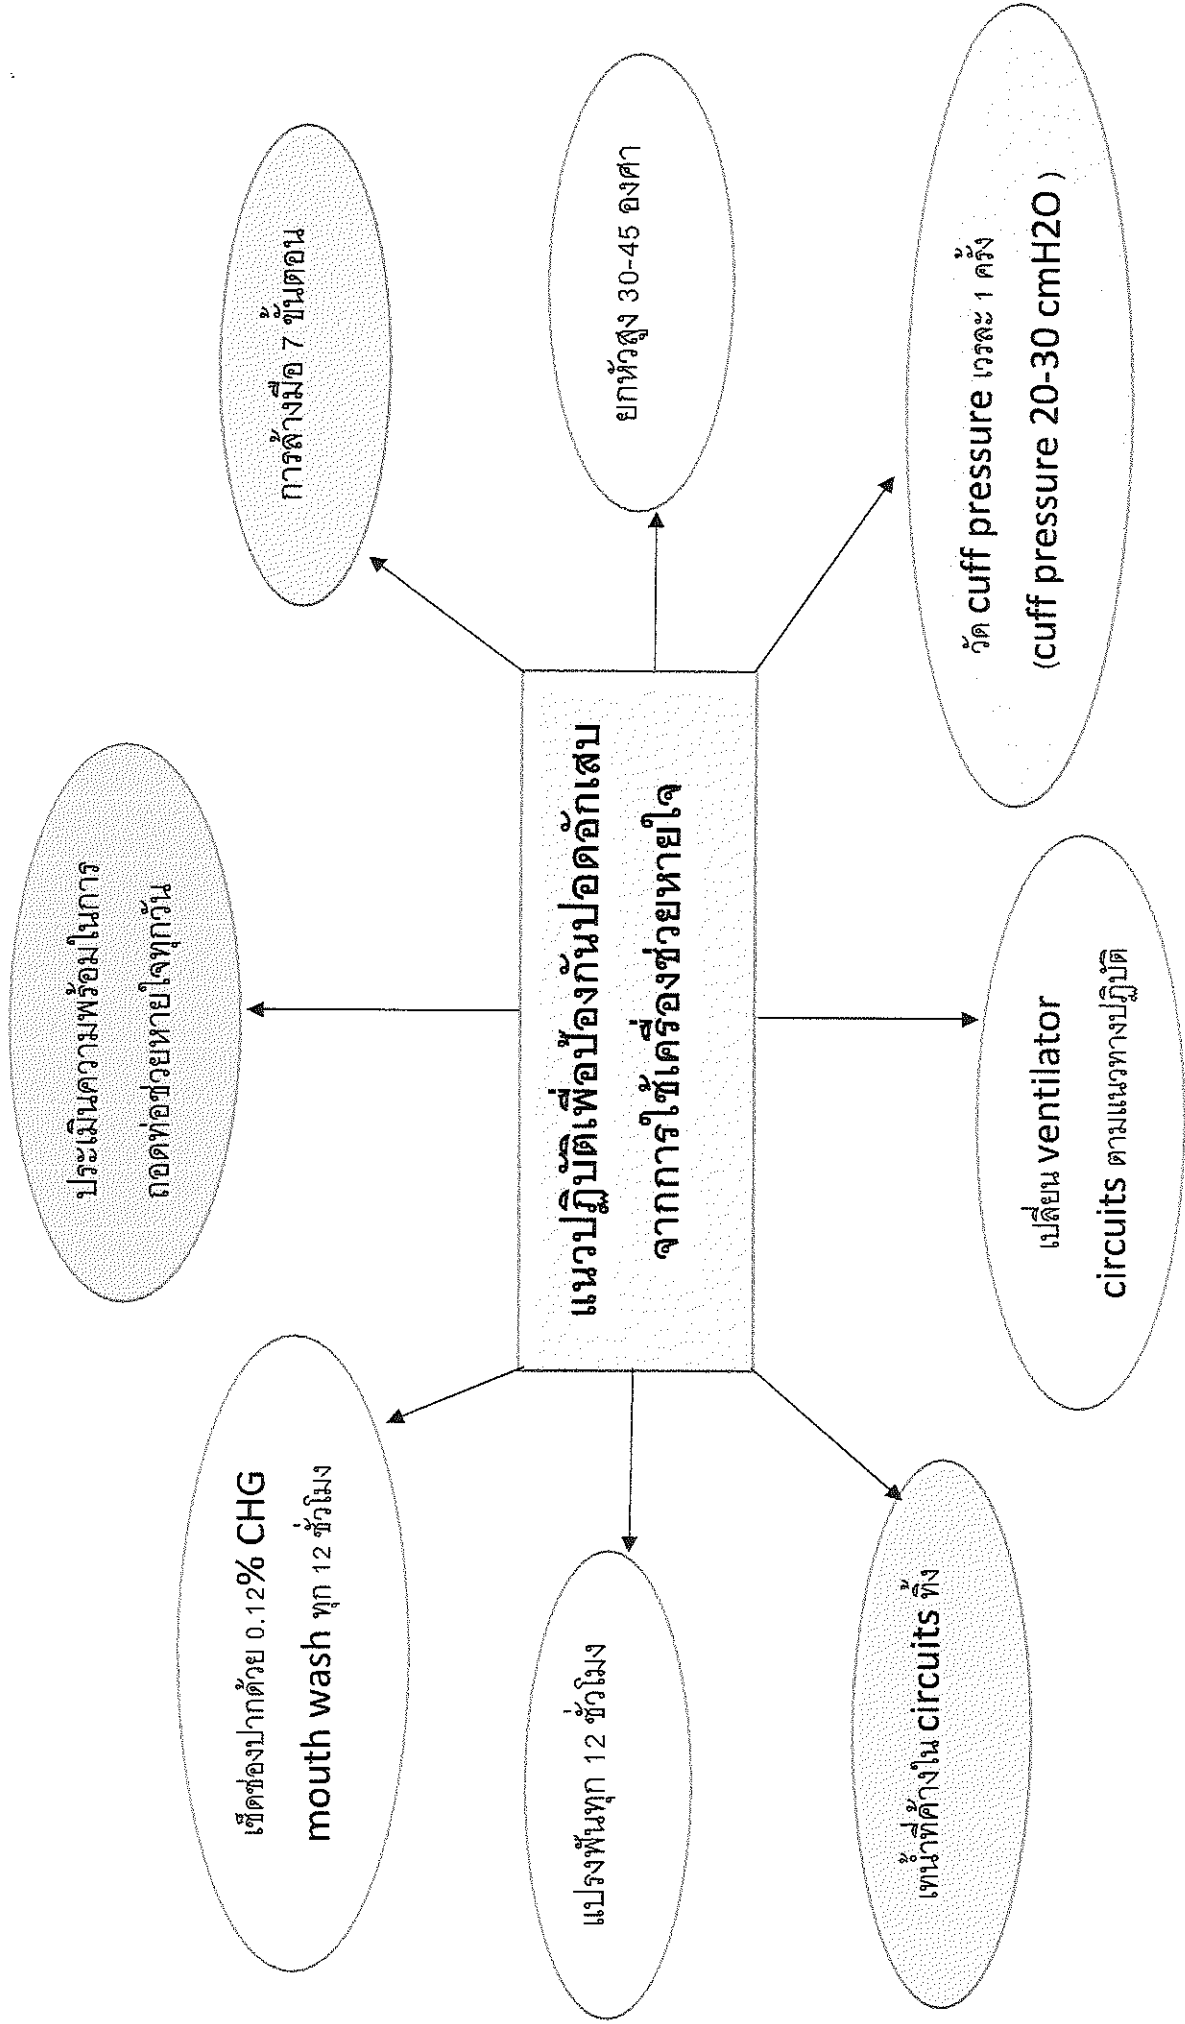 ประเมินความพร้อมในการ
ถอดท่อช่วยหายใจทุกวัน
การล้างมือ 7 ขั้นตอน
ยกหัวสูง 30-45 องศา
วัด cuff pressure เวรละ 1 ครั้ง
(cuff pressure 20-30 cmH2O )
เปลี่ยน ventilator
circuits ตามแนวทางปฏิบัติ
เทน้ำที่ค้างใน circuits ทิ้ง
แปรงฟันทุก 12 ชั่วโมง
เช็ดช่องปากด้วย 0.12% CHG
mouth wash ทุก 12 ชั่วโมง
แนวปฏิบัติเพื่อป้องกันปอดอักเสบ
จากการใช้เครื่องช่วยหายใจ